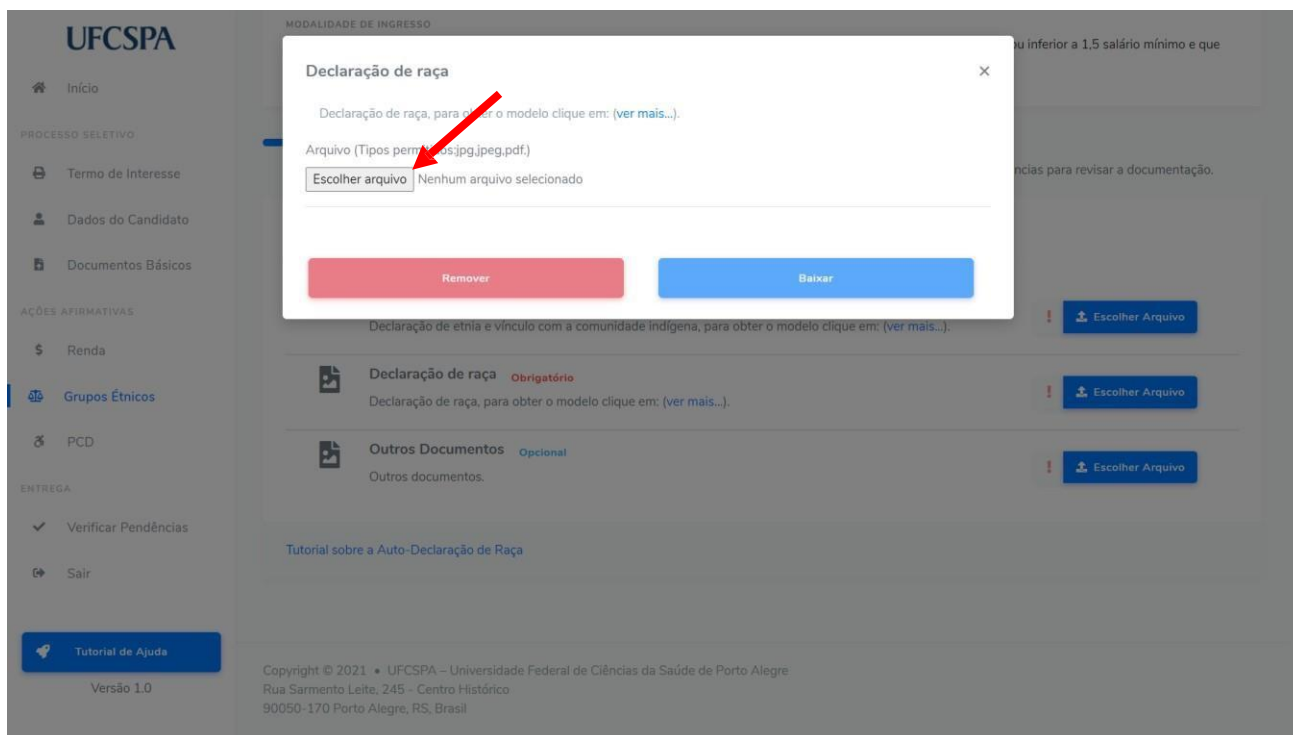 UFCSPA
Início
PROCESSO SELETIVO
Termo de Interesse
Dados do Candidato
Documentos Básicos
AÇÕES AFIRMATIVAS
$ Renda
Grupos Étnicos
PCD
ENTREGA
Verificar Pendências
Sair
Tutorial de Ajuda
Versão 1.0
MODALIDADE DE INGRESSO
ou inferior a 1,5 salário mínimo e que
Declaração de raça ×
Declaração de raça, para obter o modelo clique em: (ver mais...).
Arquivo (Tipos permitidos:jpg,jpeg,pdf.)
Escolher arquivo Nenhum arquivo selecionado
ncias para revisar a documentação.
Remover Baixar
Declaração de etnia e vínculo com a comunidade indígena, para obter o modelo clique em: (ver mais...).
! Escolher Arquivo
Declaração de raça Obrigatório
Declaração de raça, para obter o modelo clique em: (ver mais...).
! Escolher Arquivo
Outros Documentos Opcional
Outros documentos.
! Escolher Arquivo
Tutorial sobre a Auto-Declaração de Raça
Copyright © 2021 • UFCSPA – Universidade Federal de Ciências da Saúde de Porto Alegre
Rua Sarmento Leite, 245 - Centro Histórico
90050-170 Porto Alegre, RS, Brasil